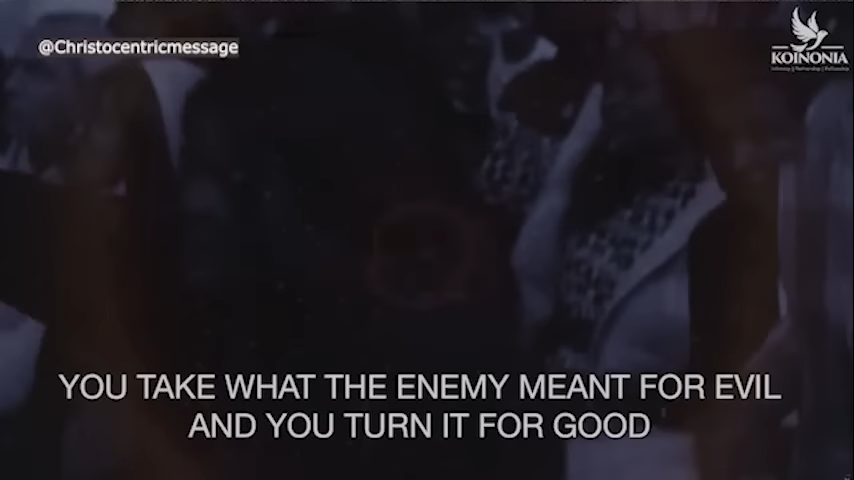 @Christocentricmessage
KOINONIA
YOU TAKE WHAT THE ENEMY MEANT FOR EVIL
AND YOU TURN IT FOR GOOD